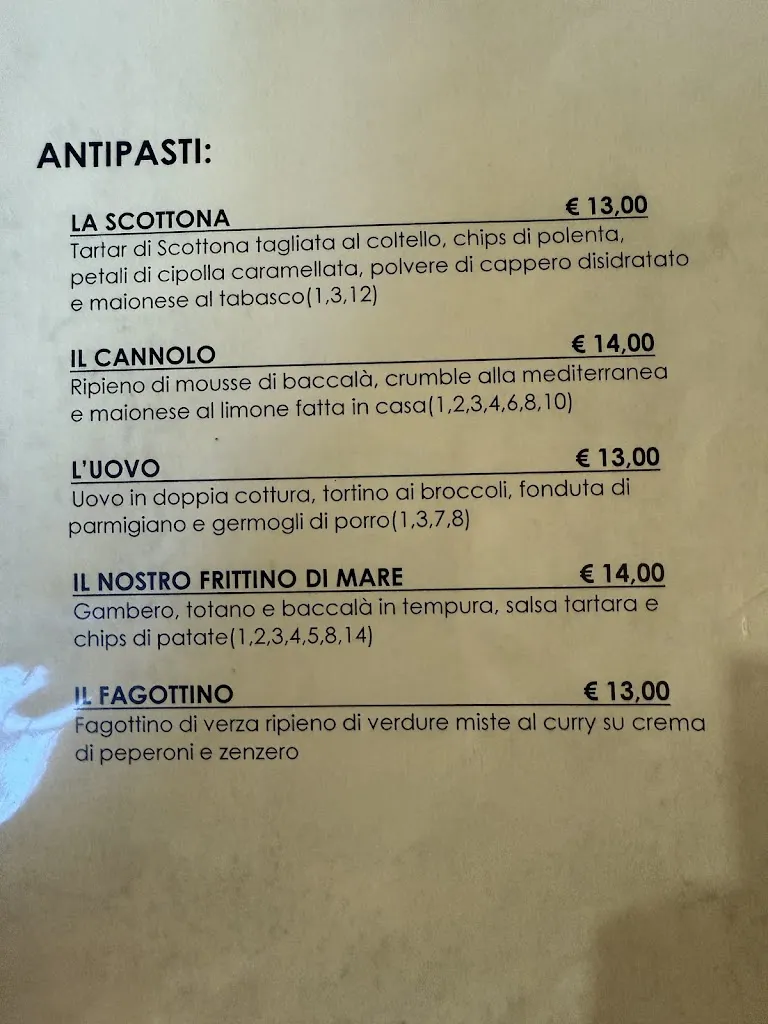 ANTIPASTI:
LA SCOTTONA € 13,00
Tartar di Scottona tagliata al coltello, chips di polenta,
petali di cipolla caramellata, polvere di cappero disidratato
e maionese al tabasco(1,3,12)
IL CANNOLO € 14,00
Ripieno di mousse di baccalà, crumble alla mediterranea
e maionese al limone fatta in casa(1,2,3,4,6,8,10)
L'UOVO € 13,00
Uovo in doppia cottura, tortino ai broccoli, fonduta di
parmigiano e germogli di porro(1,3,7,8)
IL NOSTRO FRITTINO DI MARE € 14,00
Gambero, totano e baccalà in tempura, salsa tartara e
chips di patate(1,2,3,4,5,8,14)
IL FAGOTTINO € 13,00
Fagottino di verza ripieno di verdure miste al curry su crema
di peperoni e zenzero